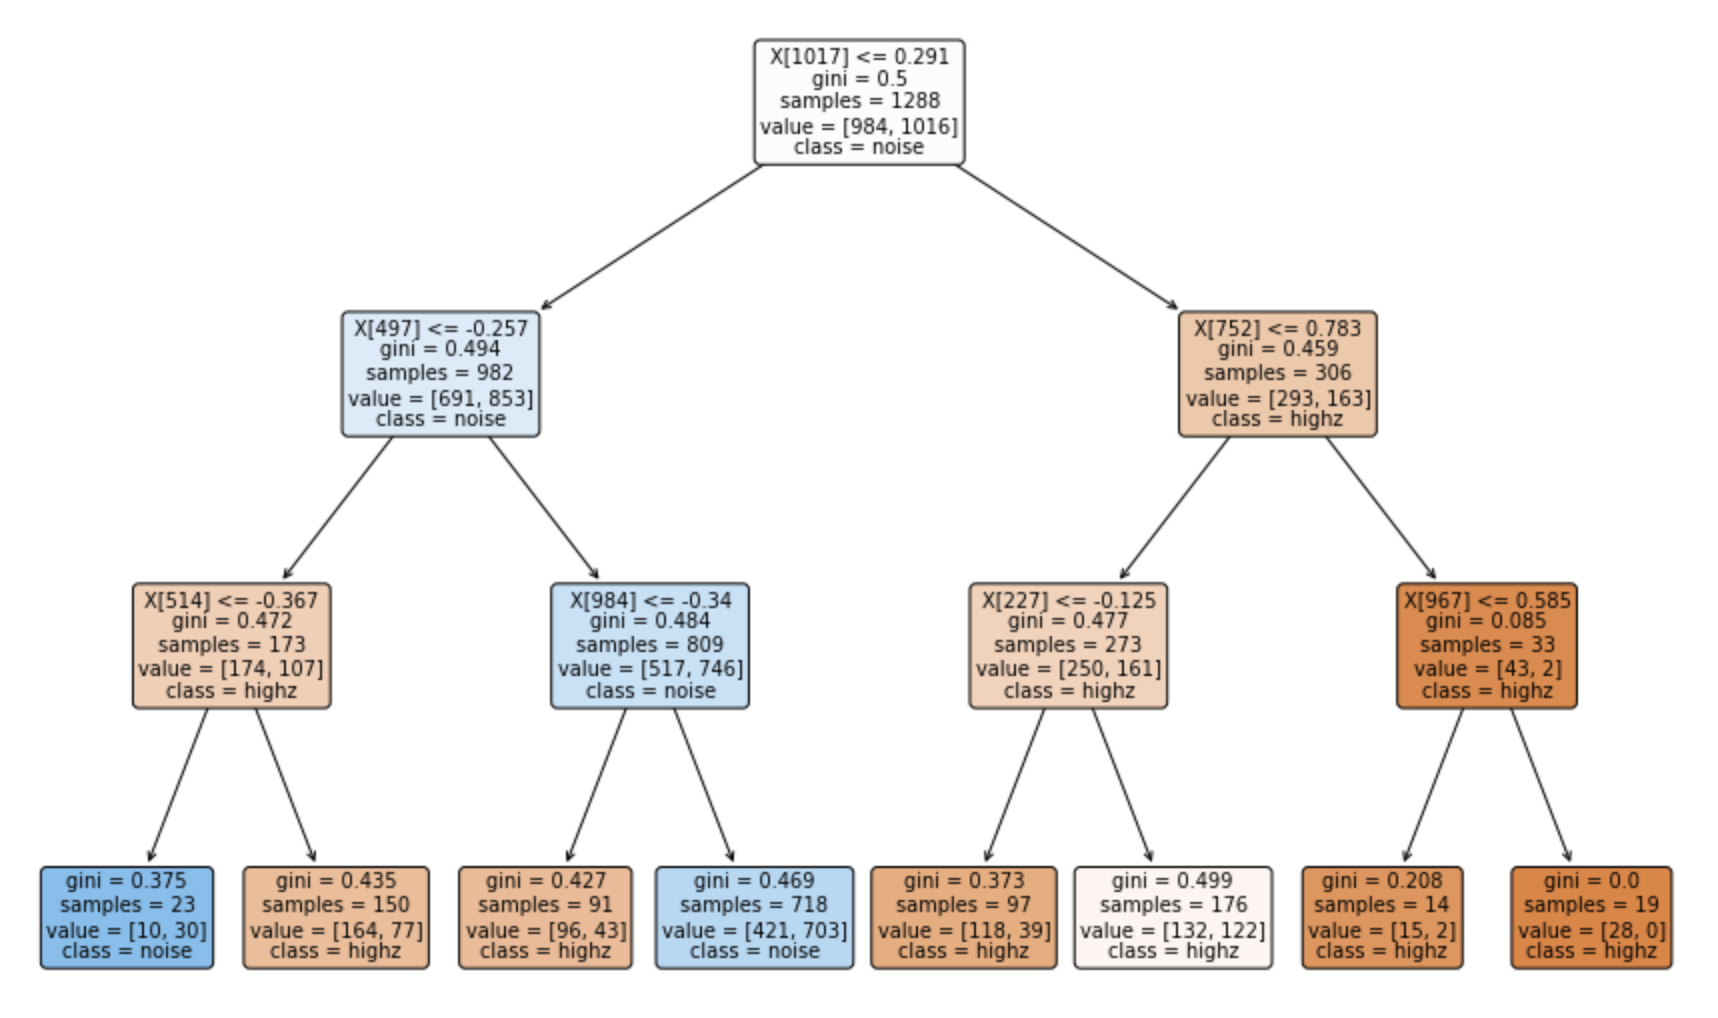 X[1017] <= 0.291
gini = 0.5
samples = 1288
value = [984, 1016]
class = noise
X[497] <= -0.257
gini = 0.494
samples = 982
value = [691, 853]
class = noise
X[752] <= 0.783
gini = 0.459
samples = 306
value = [293, 163]
class = highz
X[514] <= -0.367
gini = 0.472
samples = 173
value = [174, 107]
class = highz
X[984] <= -0.34
gini = 0.484
samples = 809
value = [517, 746]
class = noise
X[227] <= -0.125
gini = 0.477
samples = 273
value = [250, 161]
class = highz
X[967] <= 0.585
gini = 0.085
samples = 33
value = [43, 2]
class = highz
gini = 0.375
samples = 23
value = [10, 30]
class = noise
gini = 0.435
samples = 150
value = [164, 77]
class = highz
gini = 0.427
samples = 91
value = [96, 43]
class = highz
gini = 0.469
samples = 718
value = [421, 703]
class = noise
gini = 0.373
samples = 97
value = [118, 39]
class = highz
gini = 0.499
samples = 176
value = [132, 122]
class = highz
gini = 0.208
samples = 14
value = [15, 2]
class = highz
gini = 0.0
samples = 19
value = [28, 0]
class = highz